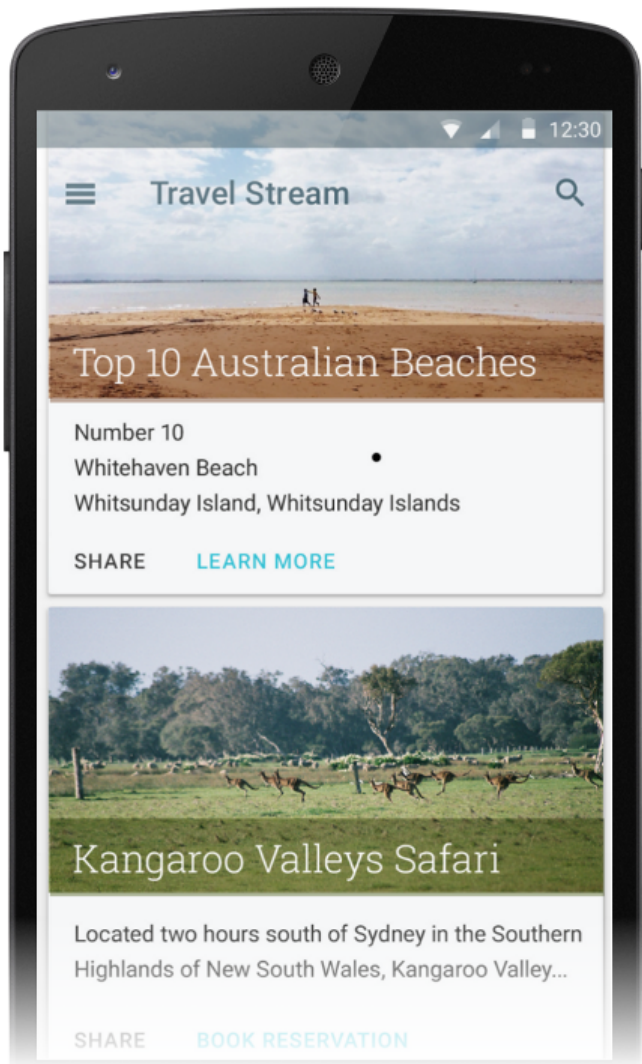 12:30
Travel Stream
Top 10 Australian Beaches
Number 10
Whitehaven Beach
Whitsunday Island, Whitsunday Islands
SHARE LEARN MORE
Kangaroo Valleys Safari
Located two hours south of Sydney in the Southern
Highlands of New South Wales, Kangaroo Valley...
SHARE BOOK RESERVATION